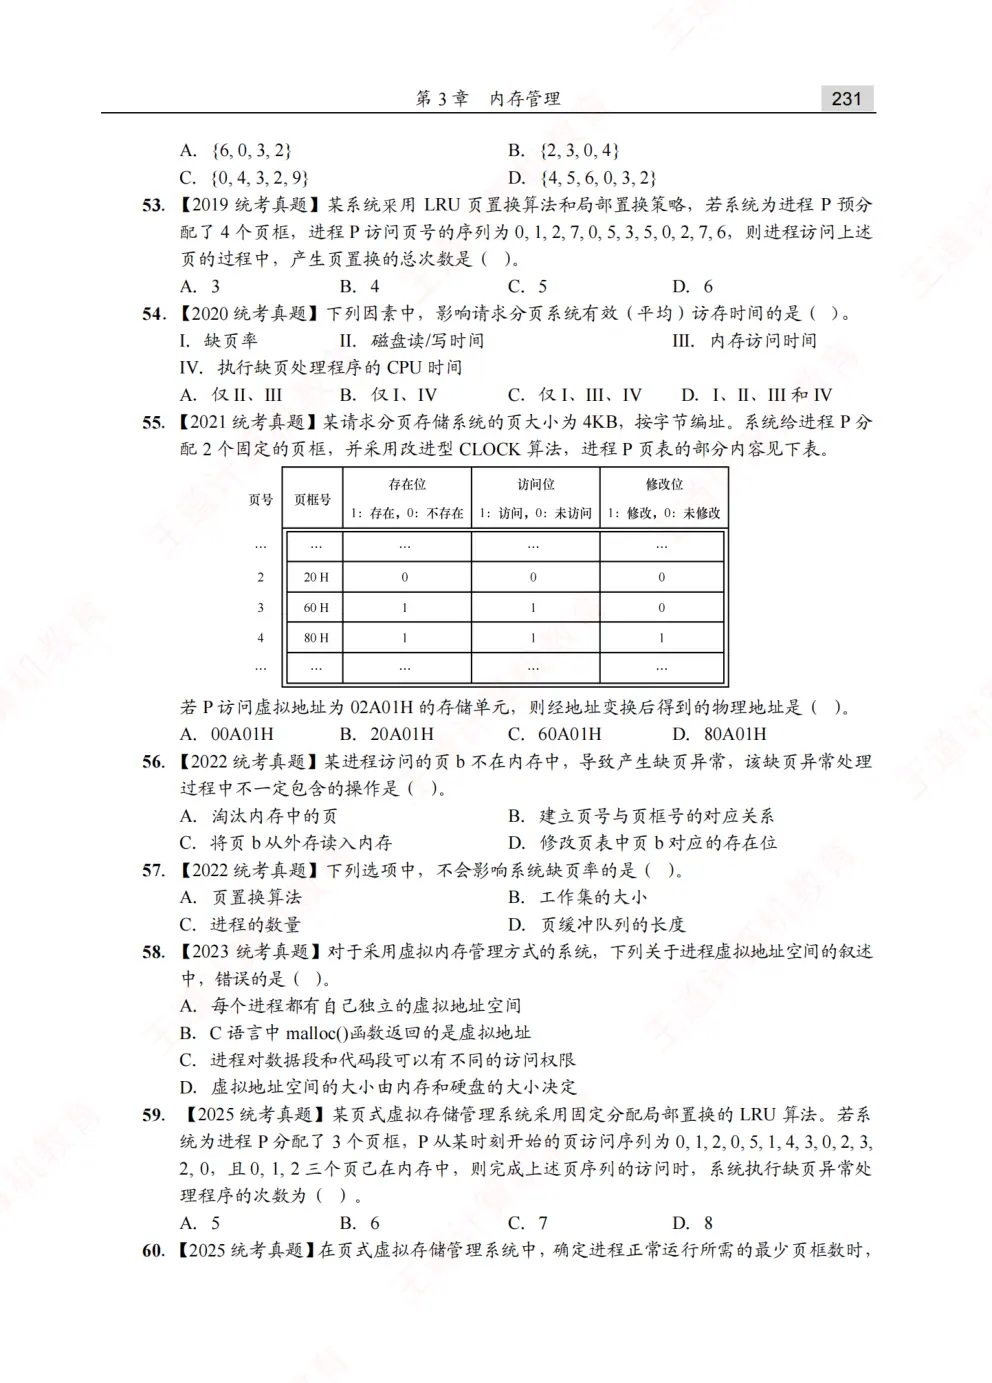 第 3 章 内存管理 231
A. {6, 0, 3, 2} B. {2, 3, 0, 4}
C. {0, 4, 3, 2, 9} D. {4, 5, 6, 0, 3, 2}
53. 【2019 统考真题】某系统采用 LRU 页置换算法和局部置换策略，若系统为进程 P 预分
配了 4 个页框，进程 P 访问页号的序列为 0, 1, 2, 7, 0, 5, 3, 5, 0, 2, 7, 6，则进程访问上述
页的过程中，产生页置换的总次数是（ ）。
A. 3 B. 4 C. 5 D. 6
54. 【2020 统考真题】下列因素中，影响请求分页系统有效（平均）访存时间的是（ ）。
I. 缺页率 II. 磁盘读/写时间 III. 内存访问时间
IV. 执行缺页处理程序的 CPU 时间
A. 仅 II、III B. 仅 I、IV C. 仅 I、III、IV D. I、II、III 和 IV
55. 【2021 统考真题】某请求分页存储系统的页大小为 4KB，按字节编址。系统给进程 P 分
配 2 个固定的页框，并采用改进型 CLOCK 算法，进程 P 页表的部分内容见下表。
页号 页框号 存在位 访问位 修改位
1：存在，0：不存在 1：访问，0：未访问 1：修改，0：未修改
… … … … …
2 20 H 0 0 0
3 60 H 1 1 0
4 80 H 1 1 1
… … … … …
若 P 访问虚拟地址为 02A01H 的存储单元，则经地址变换后得到的物理地址是（ ）。
A. 00A01H B. 20A01H C. 60A01H D. 80A01H
56. 【2022 统考真题】某进程访问的页 b 不在内存中，导致产生缺页异常，该缺页异常处理
过程中不一定包含的操作是（ ）。
A. 淘汰内存中的页 B. 建立页号与页框号的对应关系
C. 将页 b 从外存读入内存 D. 修改页表中页 b 对应的存在位
57. 【2022 统考真题】下列选项中，不会影响系统缺页率的是（ ）。
A. 页置换算法 B. 工作集的大小
C. 进程的数量 D. 页缓冲队列的长度
58. 【2023 统考真题】对于采用虚拟内存管理方式的系统，下列关于进程虚拟地址空间的叙述
中，错误的是（ ）。
A. 每个进程都有自己独立的虚拟地址空间
B. C 语言中 malloc()函数返回的是虚拟地址
C. 进程对数据段和代码段可以有不同的访问权限
D. 虚拟地址空间的大小由内存和硬盘的大小决定
59. 【2025 统考真题】某页式虚拟存储管理系统采用固定分配局部置换的 LRU 算法。若系
统为进程 P 分配了 3 个页框，P 从某时刻开始的页访问序列为 0, 1, 2, 0, 5, 1, 4, 3, 0, 2, 3,
2, 0，且 0, 1, 2 三个页已在内存中，则完成上述页序列的访问时，系统执行缺页异常处
理程序的次数为（ ）。
A. 5 B. 6 C. 7 D. 8
60. 【2025 统考真题】在页式虚拟存储管理系统中，确定进程正常运行所需的最少页框数时，